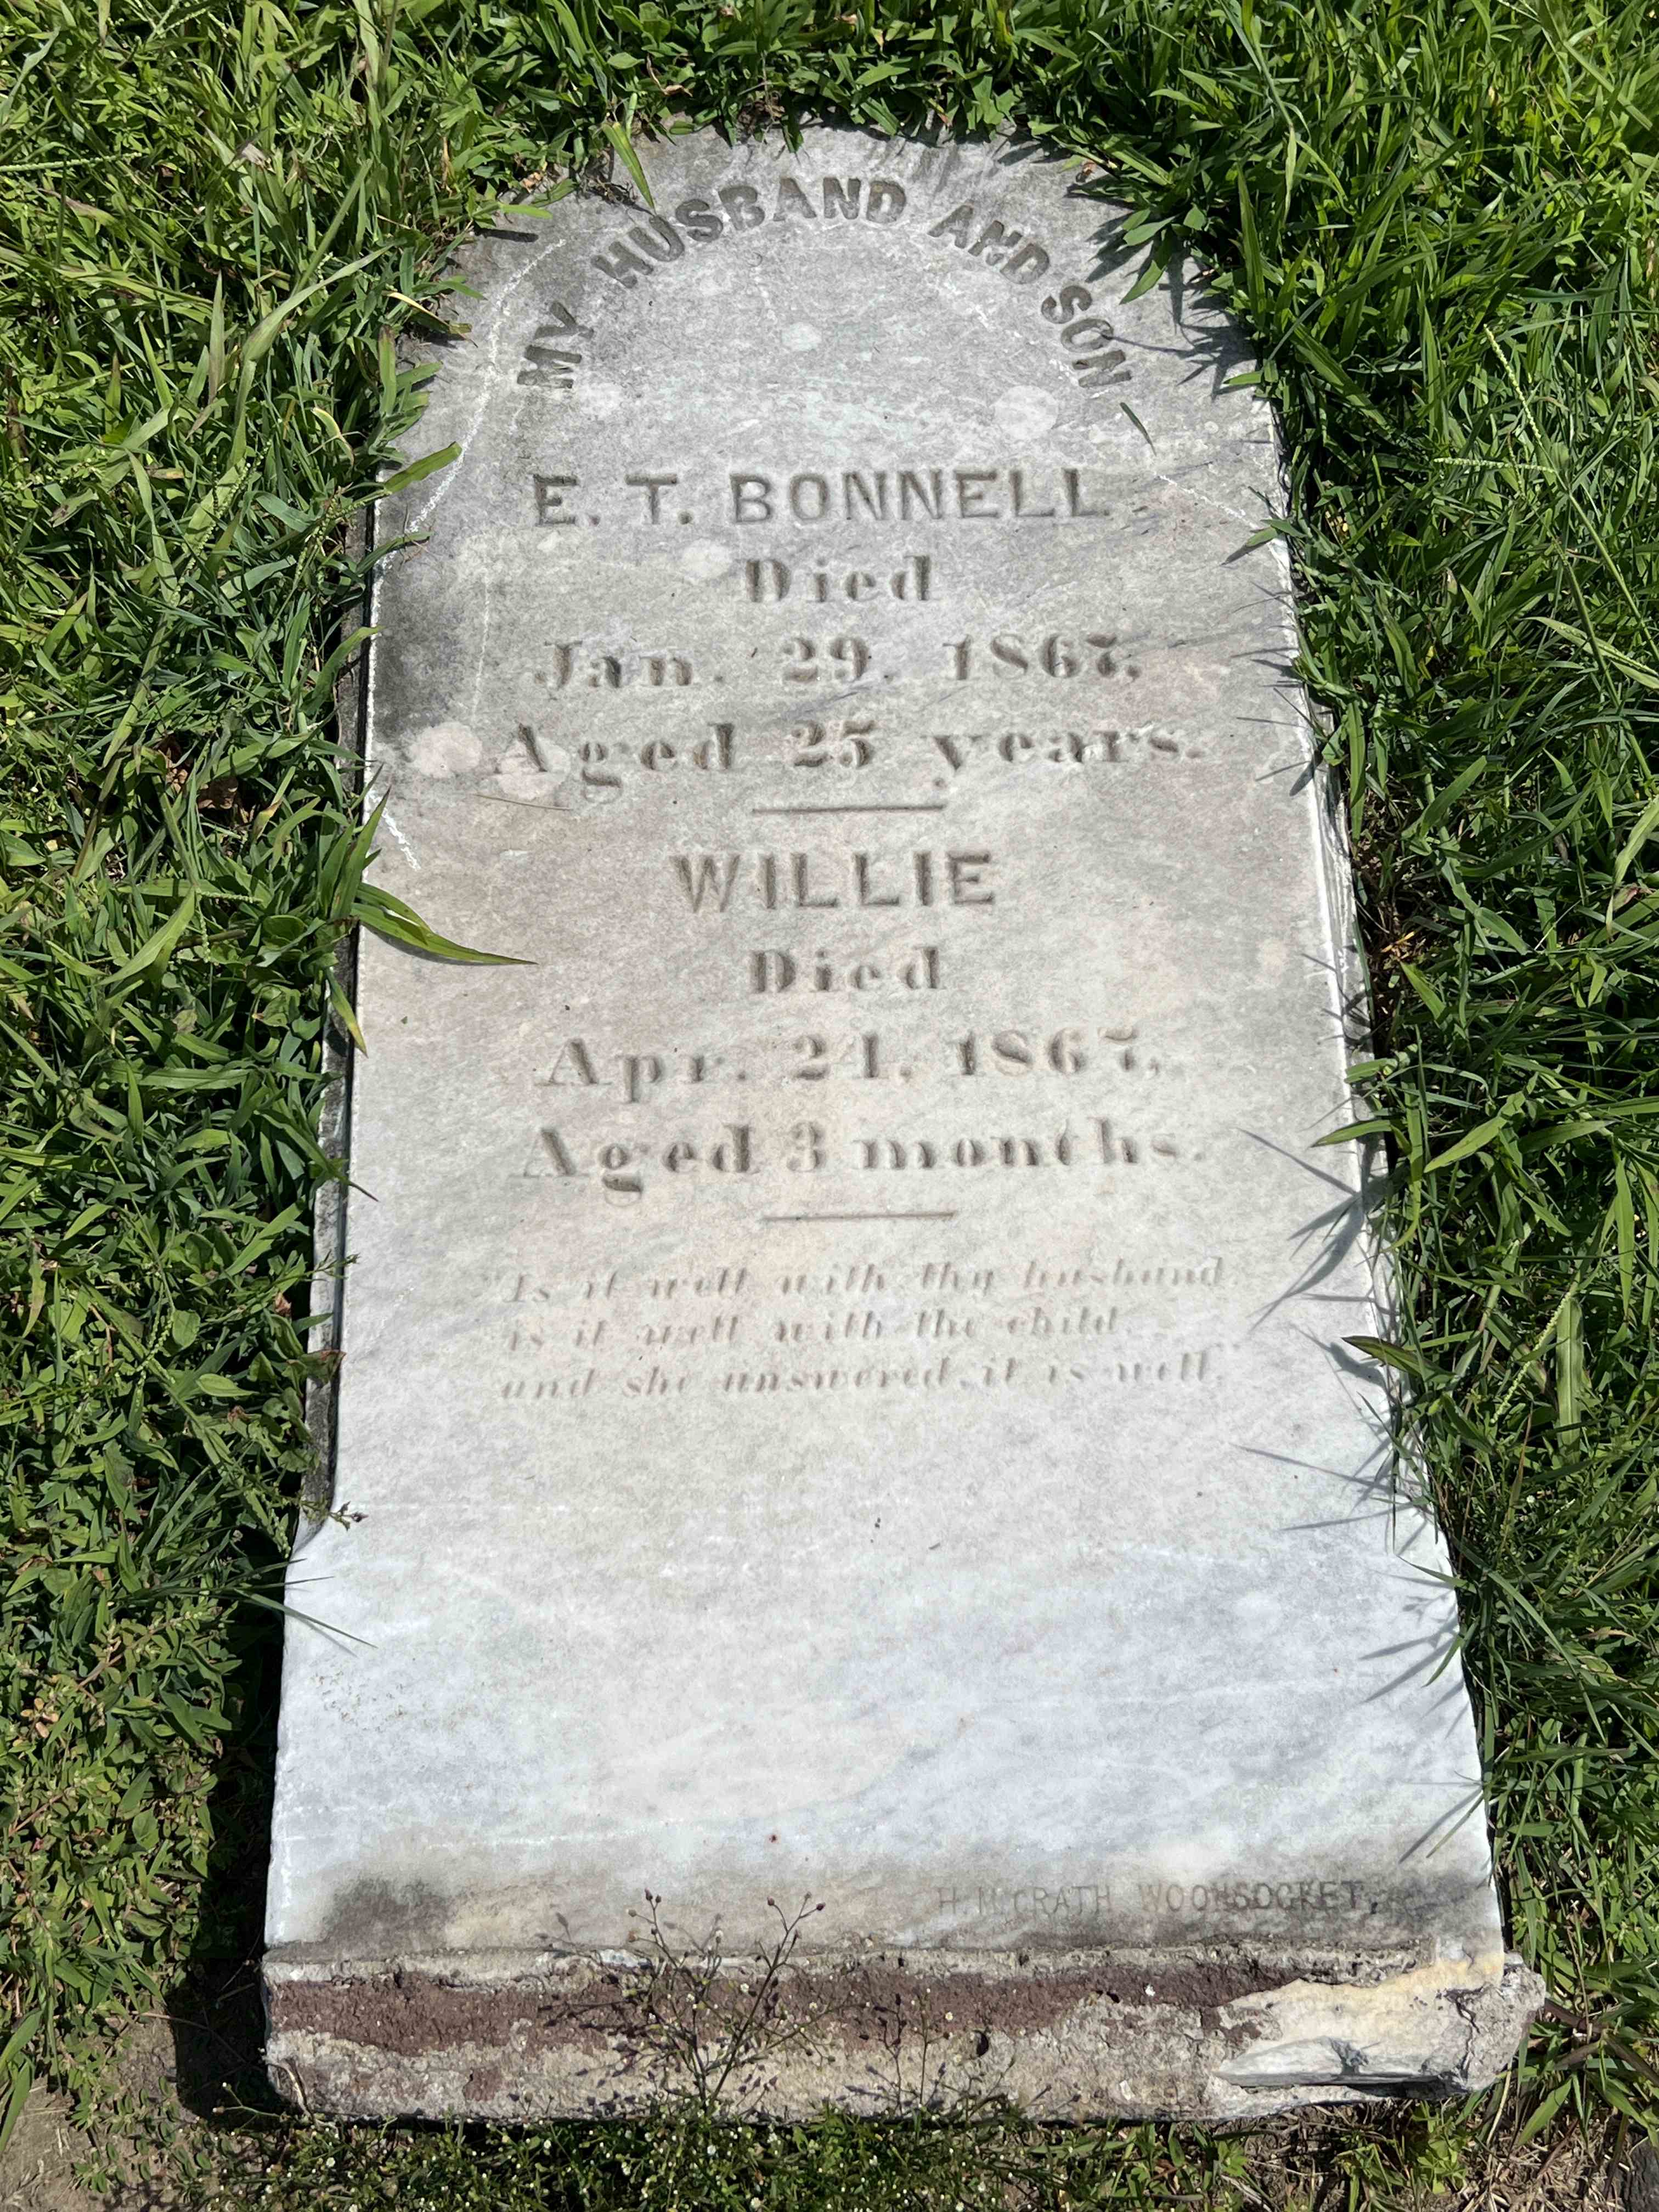 MY HUSBAND AND SON
E. T. BONNELL
Died
Jan. 29. 1867,
Aged 25 years.
WILLIE
Died
Apr. 21, 1867,
Aged 3 months.
"Is it well with thy husband
is it well with the child,
and she answered, it is well."
H. McGRATH WOONSOCKET.